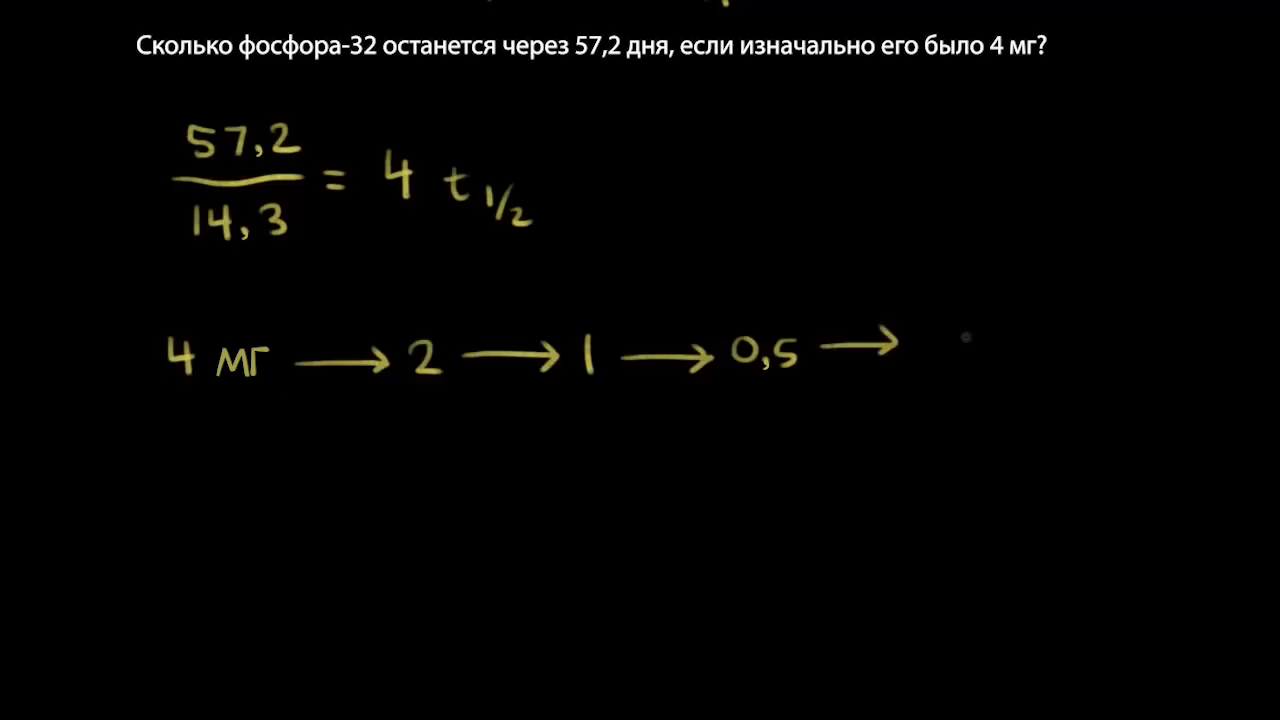 Сколько фосфора-32 останется через 57,2 дня, если изначально его было 4 мг?
57,2
14,3
= 4 t 1/2
4 мг → 2 → 1 → 0,5 →